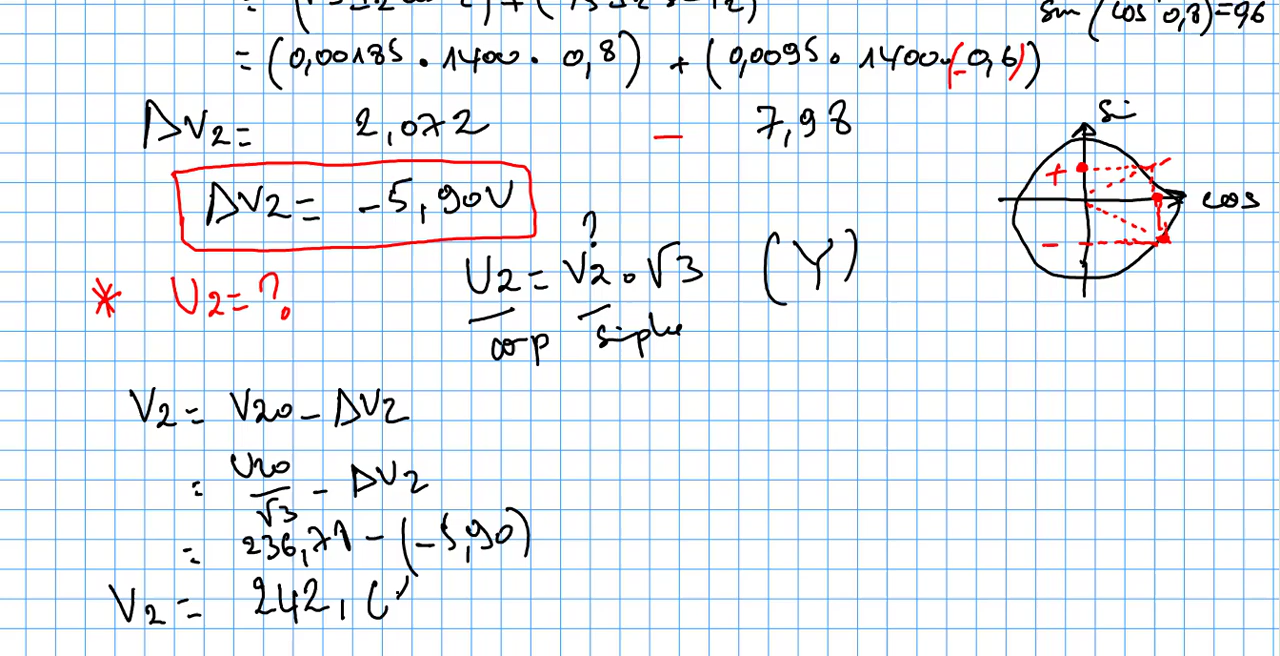 sin (cos 0,8) = 0,6
= (0,00185 . 1400 . 0,8) + (0,0095 . 1400 . (-0,6))
ΔV2 = 2,072 - 7,98
sin
+
ΔV2 = -5,90V
cos
-
?
U2 = V2 . √3 (Y)
* U2 = ?
comp simple
V2 = V20 - ΔV2
= U20/√3 - ΔV2
= 236,71 - (-5,90)
V2 = 242,6